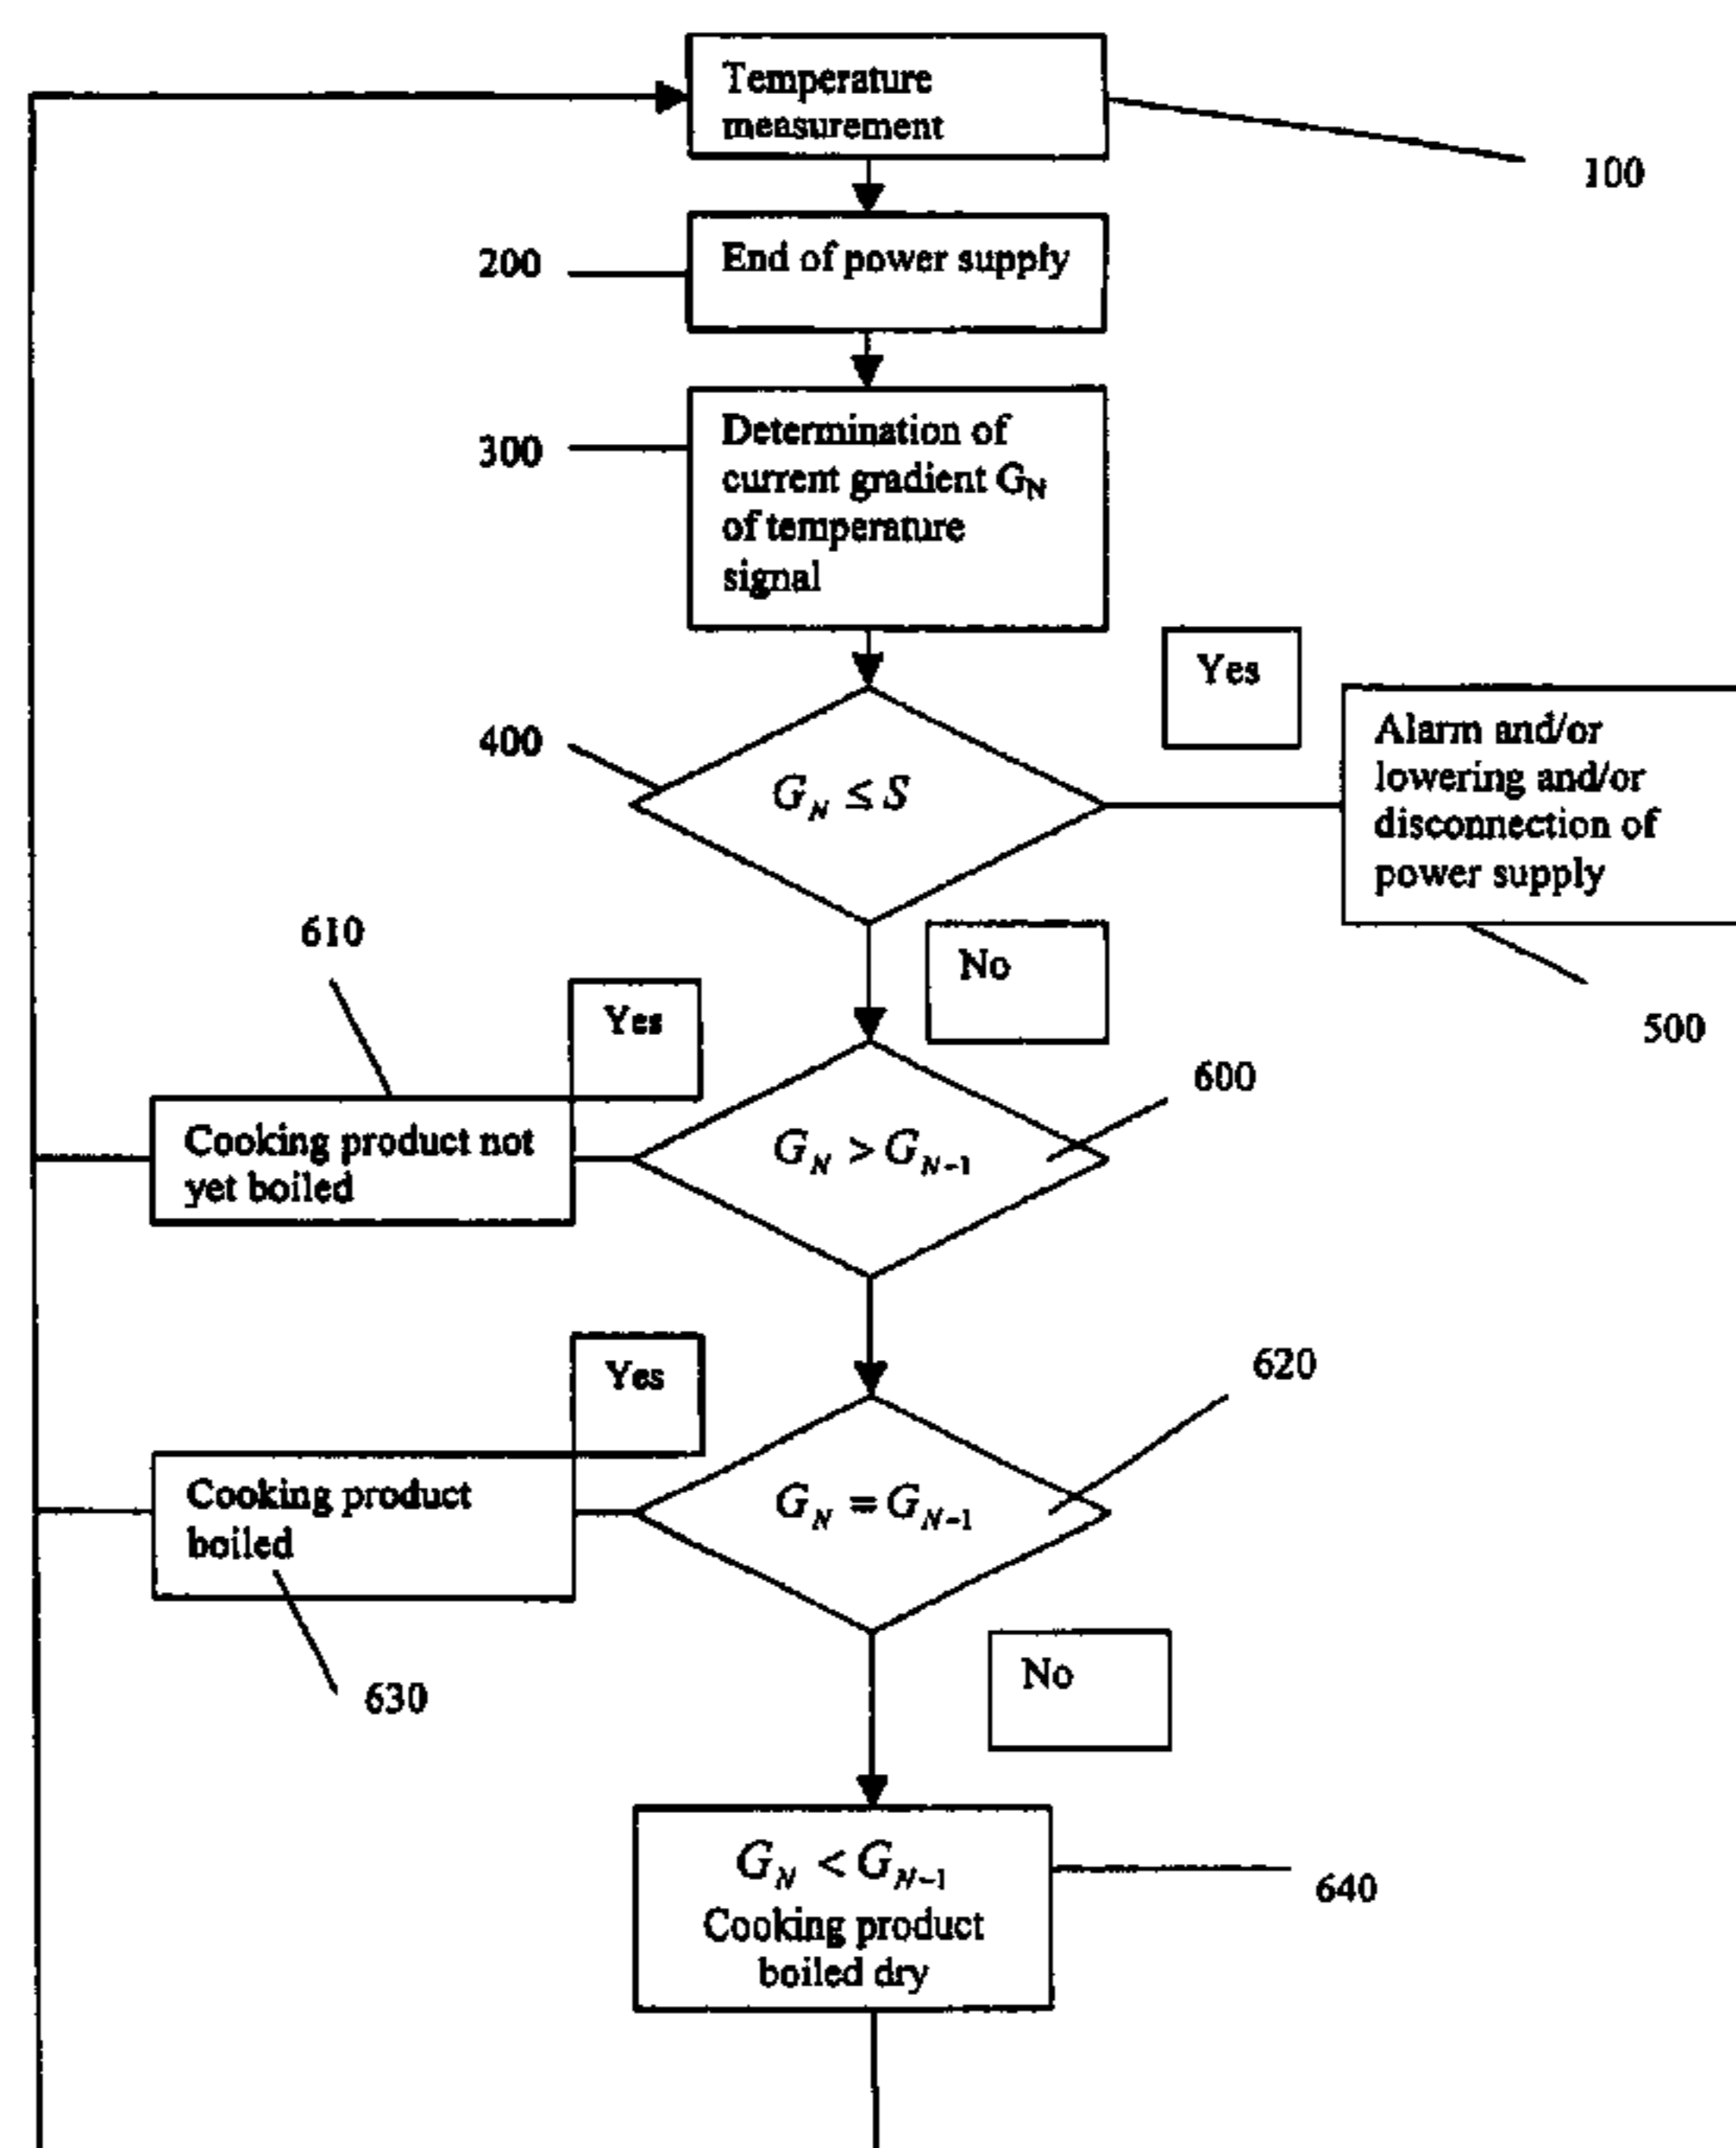 Temperature
measurement
100
200
End of power supply
300
Determination of
current gradient G_N
of temperature
signal
Yes
400
G_N ≤ S
Alarm and/or
lowering and/or
disconnection of
power supply
610
No
Yes
500
600
Cooking product not
yet boiled
G_N > G_{N-1}
Yes
620
Cooking product
boiled
G_N = G_{N-1}
No
630
G_N < G_{N-1}
640
Cooking product
boiled dry